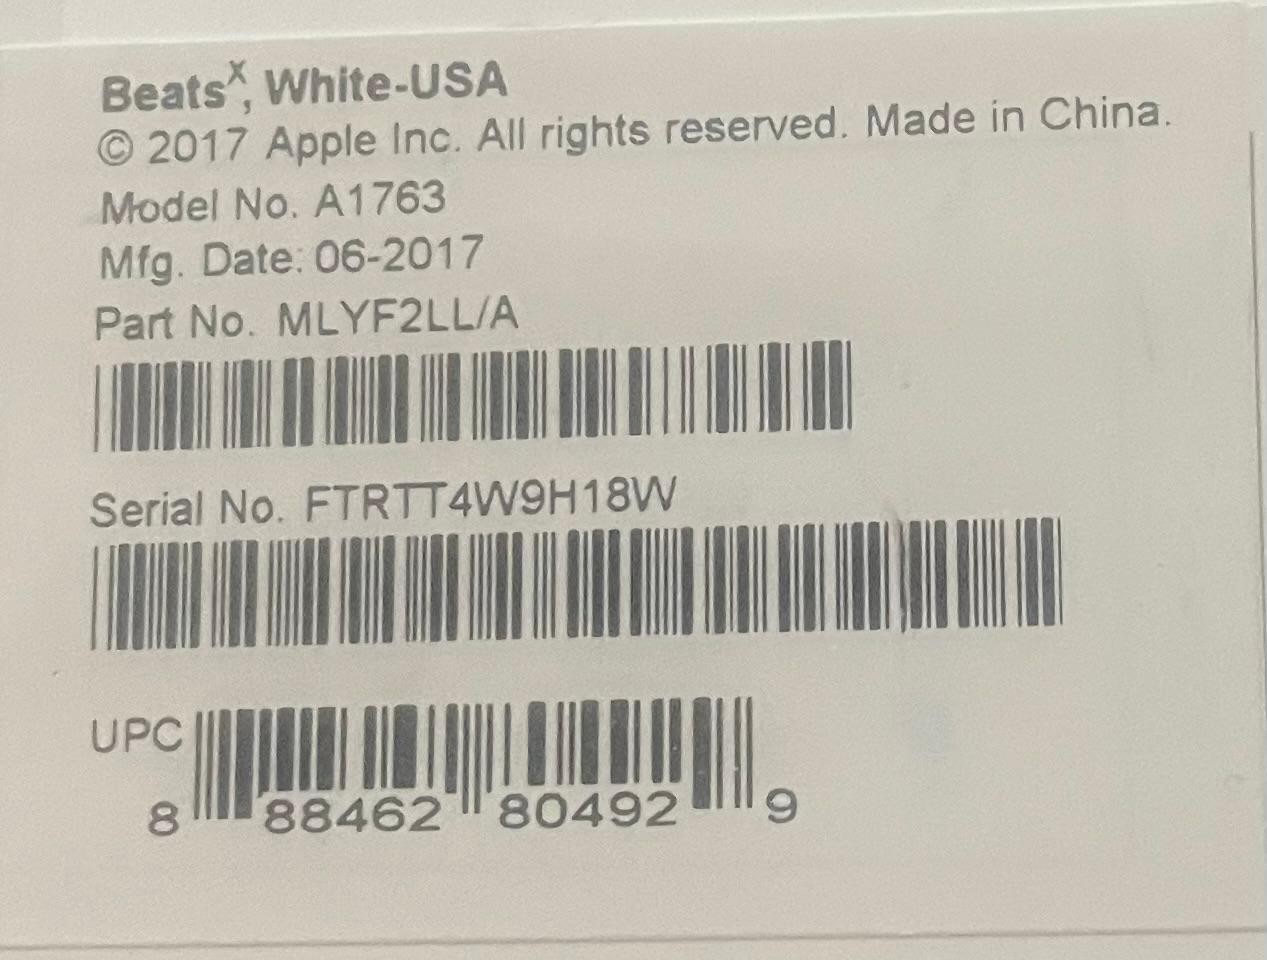 Beatsˣ, White-USA
© 2017 Apple Inc. All rights reserved. Made in China.
Model No. A1763
Mfg. Date: 06-2017
Part No. MLYF2LL/A
Serial No. FTRTT4W9H18W
UPC
8 88462 80492 9